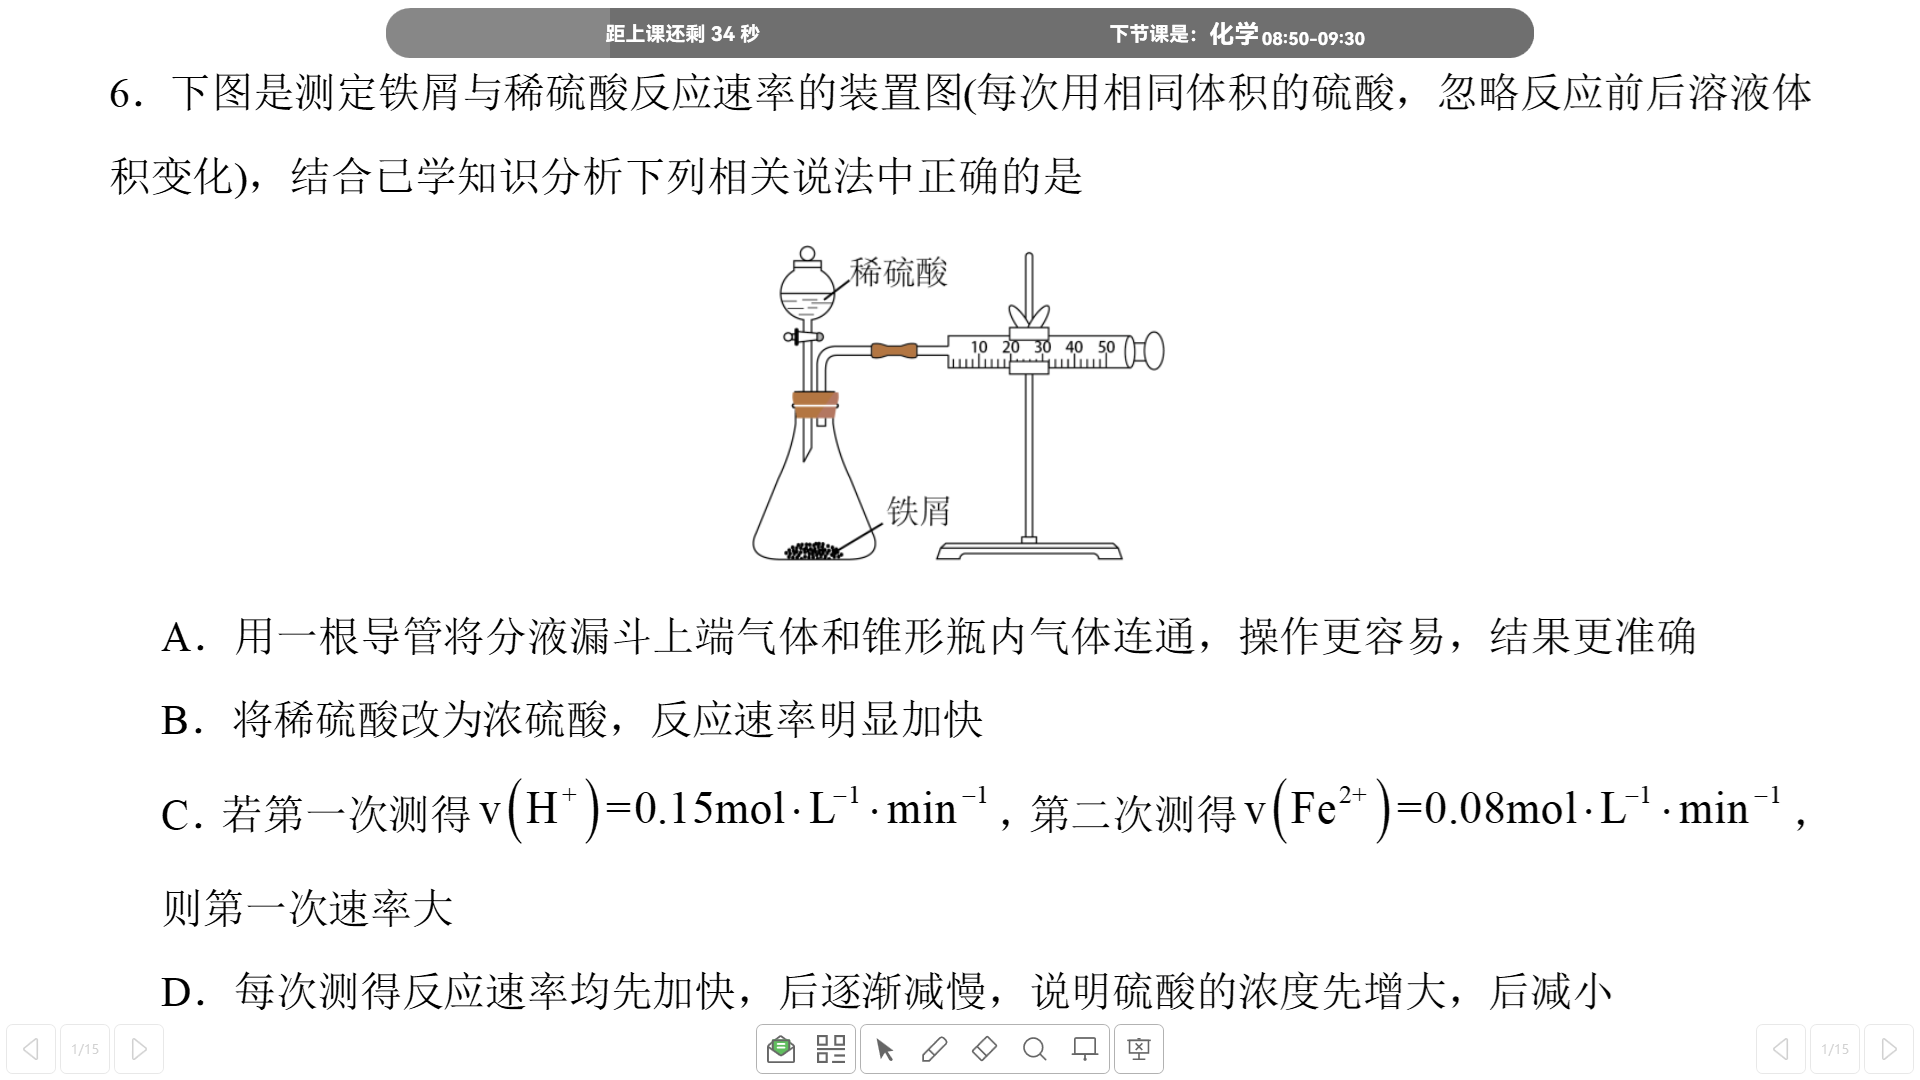 距上课还剩 34 秒 下节课是：化学 08:50-09:30
6．下图是测定铁屑与稀硫酸反应速率的装置图(每次用相同体积的硫酸，忽略反应前后溶液体
积变化)，结合已学知识分析下列相关说法中正确的是
稀硫酸
10 20 30 40 50
铁屑
A．用一根导管将分液漏斗上端气体和锥形瓶内气体连通，操作更容易，结果更准确
B．将稀硫酸改为浓硫酸，反应速率明显加快
C．若第一次测得 v(H⁺)=0.15mol·L⁻¹·min⁻¹，第二次测得 v(Fe²⁺)=0.08mol·L⁻¹·min⁻¹，
则第一次速率大
D．每次测得反应速率均先加快，后逐渐减慢，说明硫酸的浓度先增大，后减小
1/15 1/15